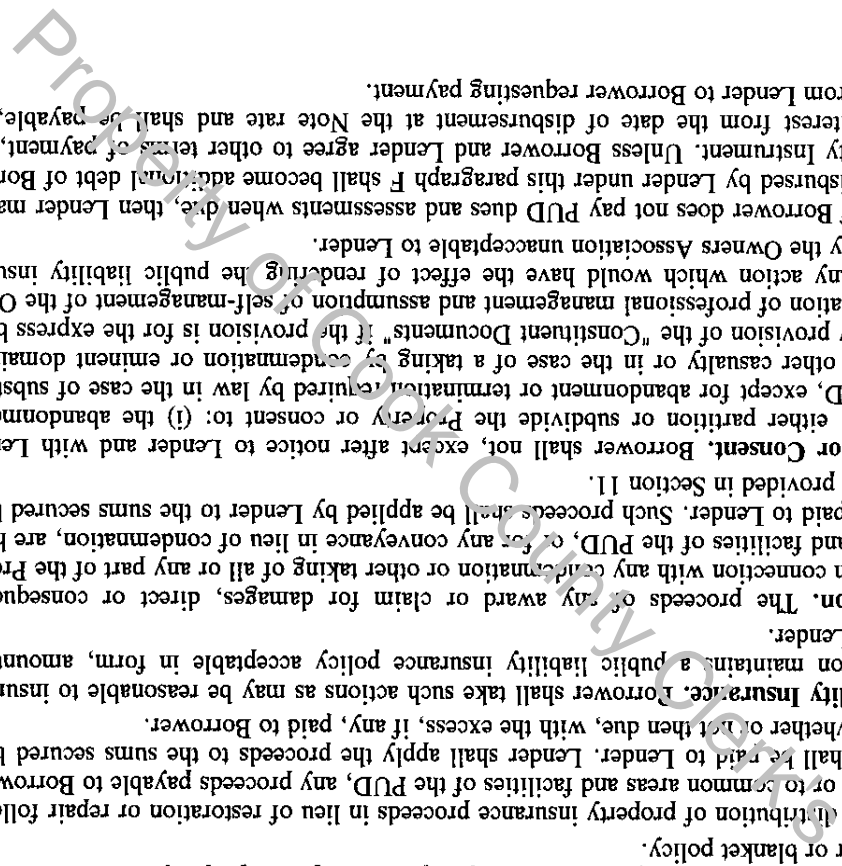 r or blanket policy.
distribution of property insurance proceeds in lieu of restoration or repair follo
or to common areas and facilities of the PUD, any proceeds payable to Borrow
hall be paid to Lender. Lender shall apply the proceeds to the sums secured b
whether or not then due, with the excess, if any, paid to Borrower.
lity Insurance. Borrower shall take such actions as may be reasonable to insur
on maintains a public liability insurance policy acceptable in form, amount
Lender.
on. The proceeds of any award or claim for damages, direct or consequ
n connection with any condemnation or other taking of all or any part of the Pro
and facilities of the PUD, or for any conveyance in lieu of condemnation, are h
paid to Lender. Such proceeds shall be applied by Lender to the sums secured b
provided in Section 11.
or Consent. Borrower shall not, except after notice to Lender and with Len
either partition or subdivide the Property or consent to: (i) the abandonme
D, except for abandonment or termination required by law in the case of subst
other casualty or in the case of a taking by condemnation or eminent domain
y provision of the "Constituent Documents" if the provision is for the express b
nation of professional management and assumption of self-management of the O
any action which would have the effect of rendering the public liability insu
y the Owners Association unacceptable to Lender.
f Borrower does not pay PUD dues and assessments when due, then Lender ma
isbursed by Lender under this paragraph F shall become additional debt of Bor
ty Instrument. Unless Borrower and Lender agree to other terms of payment,
terest from the date of disbursement at the Note rate and shall be payable,
rom Lender to Borrower requesting payment.
Property of Cook County Clerk's